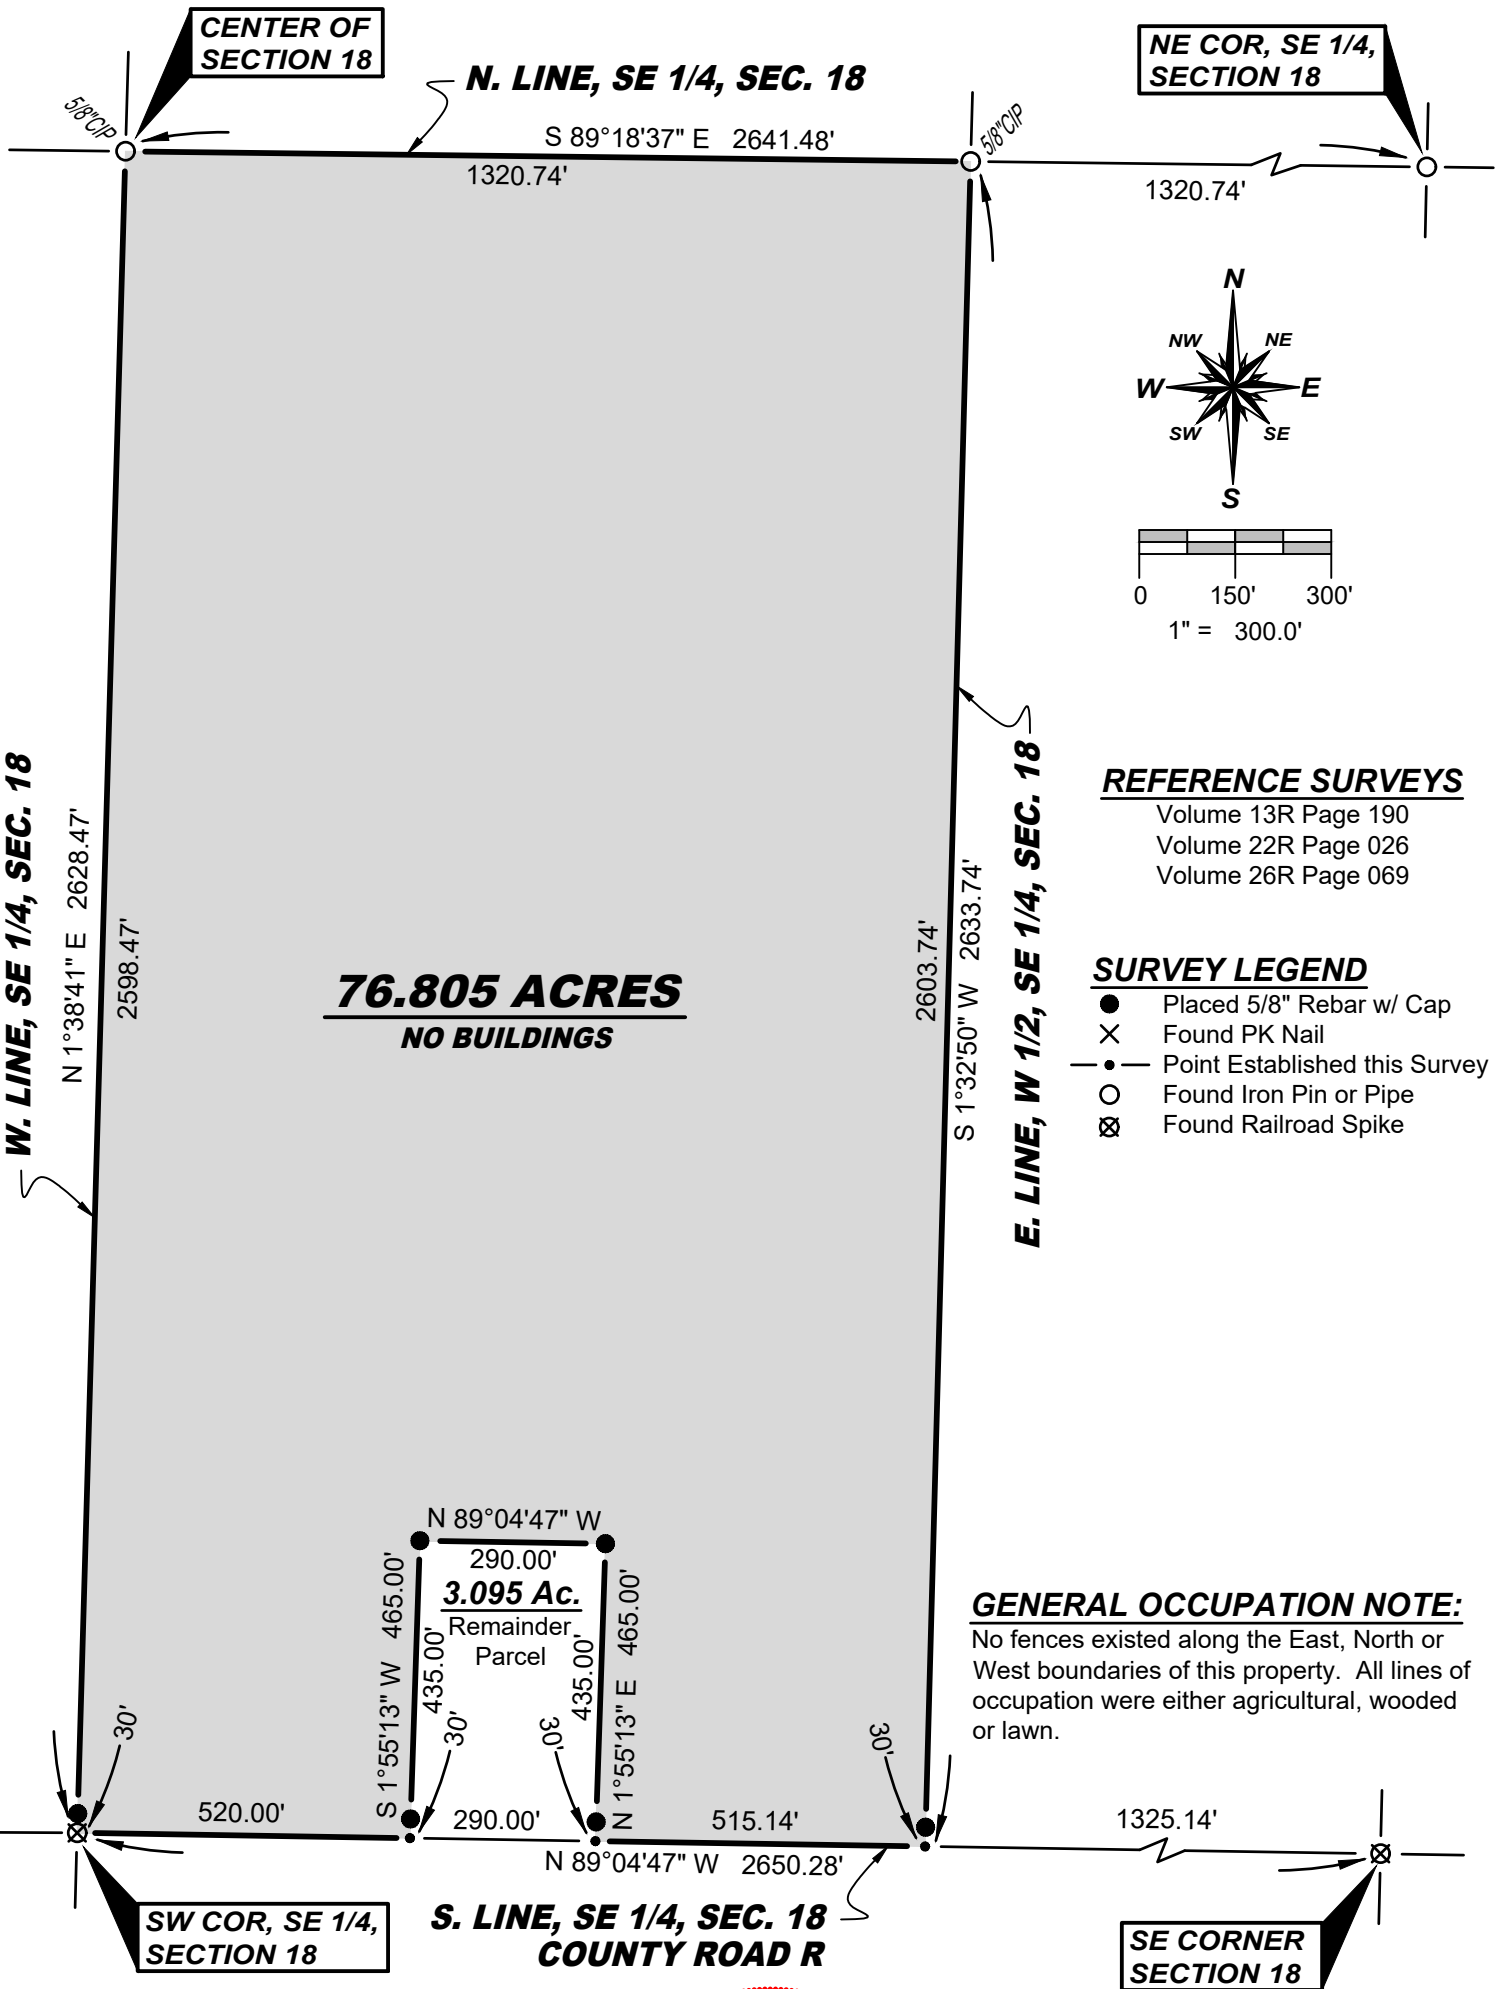 CENTER OF
SECTION 18
NE COR, SE 1/4,
SECTION 18
N. LINE, SE 1/4, SEC. 18
5/8"CIP
5/8"CIP
S 89°18'37" E 2641.48'
1320.74'
1320.74'
N
NW
NE
W
E
SW
SE
S
0 150' 300'
1" = 300.0'
W. LINE, SE 1/4, SEC. 18
N 1°38'41" E 2628.47'
2598.47'
76.805 ACRES
NO BUILDINGS
2603.74'
S 1°32'50" W 2633.74'
E. LINE, W 1/2, SE 1/4, SEC. 18
REFERENCE SURVEYS
Volume 13R Page 190
Volume 22R Page 026
Volume 26R Page 069
SURVEY LEGEND
Placed 5/8" Rebar w/ Cap
Found PK Nail
Point Established this Survey
Found Iron Pin or Pipe
Found Railroad Spike
N 89°04'47" W
290.00'
3.095 Ac.
Remainder
Parcel
S 1°55'13" W 465.00'
435.00'
435.00'
N 1°55'13" E 465.00'
30'
30'
30'
30'
GENERAL OCCUPATION NOTE:
No fences existed along the East, North or
West boundaries of this property. All lines of
occupation were either agricultural, wooded
or lawn.
520.00'
290.00'
515.14'
1325.14'
N 89°04'47" W 2650.28'
SW COR, SE 1/4,
SECTION 18
S. LINE, SE 1/4, SEC. 18
COUNTY ROAD R
SE CORNER
SECTION 18